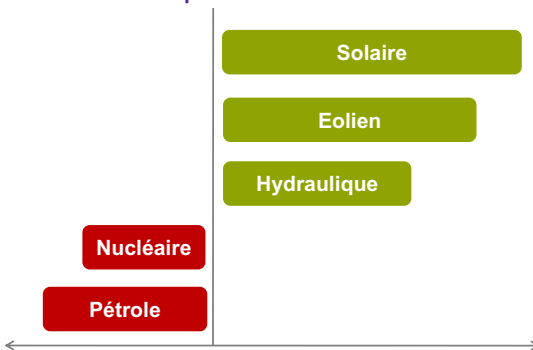 Solaire
Eolien
Hydraulique
Nucléaire
Pétrole